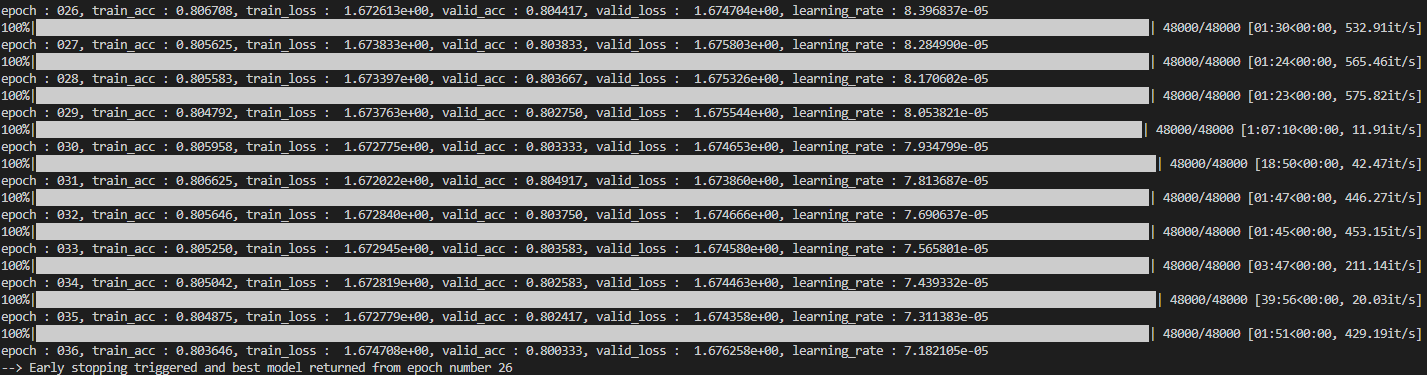 epoch : 026, train_acc : 0.806708, train_loss :  1.672613e+00, valid_acc : 0.804417, valid_loss :  1.674704e+00, learning_rate : 8.396837e-05
100%| | 48000/48000 [01:30<00:00, 532.91it/s]
epoch : 027, train_acc : 0.805625, train_loss :  1.673833e+00, valid_acc : 0.803833, valid_loss :  1.675803e+00, learning_rate : 8.284990e-05
100%| | 48000/48000 [01:24<00:00, 565.46it/s]
epoch : 028, train_acc : 0.805583, train_loss :  1.673397e+00, valid_acc : 0.803667, valid_loss :  1.675326e+00, learning_rate : 8.170602e-05
100%| | 48000/48000 [01:23<00:00, 575.82it/s]
epoch : 029, train_acc : 0.804792, train_loss :  1.673763e+00, valid_acc : 0.802750, valid_loss :  1.675544e+00, learning_rate : 8.053821e-05
100%| | 48000/48000 [1:07:10<00:00, 11.91it/s]
epoch : 030, train_acc : 0.805958, train_loss :  1.672775e+00, valid_acc : 0.803333, valid_loss :  1.674653e+00, learning_rate : 7.934799e-05
100%| | 48000/48000 [18:50<00:00, 42.47it/s]
epoch : 031, train_acc : 0.806625, train_loss :  1.672022e+00, valid_acc : 0.804917, valid_loss :  1.673860e+00, learning_rate : 7.813687e-05
100%| | 48000/48000 [01:47<00:00, 446.27it/s]
epoch : 032, train_acc : 0.805646, train_loss :  1.672840e+00, valid_acc : 0.803750, valid_loss :  1.674666e+00, learning_rate : 7.690637e-05
100%| | 48000/48000 [01:45<00:00, 453.15it/s]
epoch : 033, train_acc : 0.805250, train_loss :  1.672945e+00, valid_acc : 0.803583, valid_loss :  1.674580e+00, learning_rate : 7.565801e-05
100%| | 48000/48000 [03:47<00:00, 211.14it/s]
epoch : 034, train_acc : 0.805042, train_loss :  1.672819e+00, valid_acc : 0.802583, valid_loss :  1.674463e+00, learning_rate : 7.439332e-05
100%| | 48000/48000 [39:56<00:00, 20.03it/s]
epoch : 035, train_acc : 0.804875, train_loss :  1.672779e+00, valid_acc : 0.802417, valid_loss :  1.674358e+00, learning_rate : 7.311383e-05
100%| | 48000/48000 [01:51<00:00, 429.19it/s]
epoch : 036, train_acc : 0.803646, train_loss :  1.674708e+00, valid_acc : 0.800333, valid_loss :  1.676258e+00, learning_rate : 7.182105e-05
--> Early stopping triggered and best model returned from epoch number 26